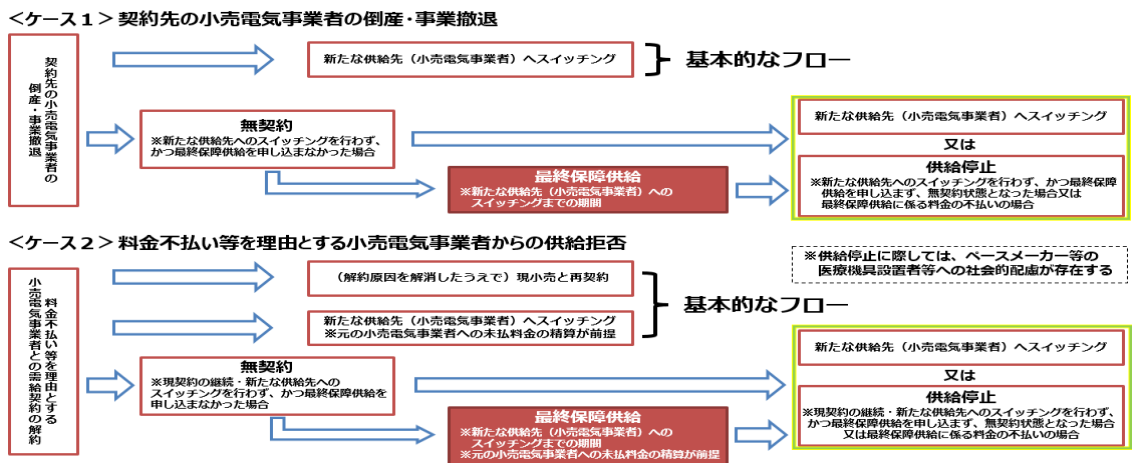 ＜ケース１＞契約先の小売電気事業者の倒産・事業撤退
契約先の小売電気事業者の
倒産・事業撤退
新たな供給先（小売電気事業者）へスイッチング
基本的なフロー
無契約
※新たな供給先へのスイッチングを行わず、
かつ最終保障供給を申し込まなかった場合
最終保障供給
※新たな供給先（小売電気事業者）への
スイッチングまでの期間
新たな供給先（小売電気事業者）へスイッチング
又は
供給停止
※新たな供給先へのスイッチングを行わず、かつ最終保障
供給を申し込まず、無契約状態となった場合又は
最終保障供給に係る料金の不払いの場合
＜ケース２＞料金不払い等を理由とする小売電気事業者からの供給拒否
※供給停止に際しては、ペースメーカー等の
医療機具設置者等への社会的配慮が存在する
料金不払い等を理由とする
小売電気事業者との需給契約の解約
（解約原因を解消したうえで）現小売と再契約
新たな供給先（小売電気事業者）へスイッチング
※元の小売電気事業者への未払料金の精算が前提
基本的なフロー
無契約
※現契約の継続・新たな供給先への
スイッチングを行わず、かつ最終保障供給を
申し込まなかった場合
最終保障供給
※新たな供給先（小売電気事業者）への
スイッチングまでの期間
※元の小売電気事業者への未払料金の精算が前提
新たな供給先（小売電気事業者）へスイッチング
又は
供給停止
※現契約の継続・新たな供給先へのスイッチングを行わず、
かつ最終保障供給を申し込まず、無契約状態となった場合
又は最終保障供給に係る料金の不払いの場合